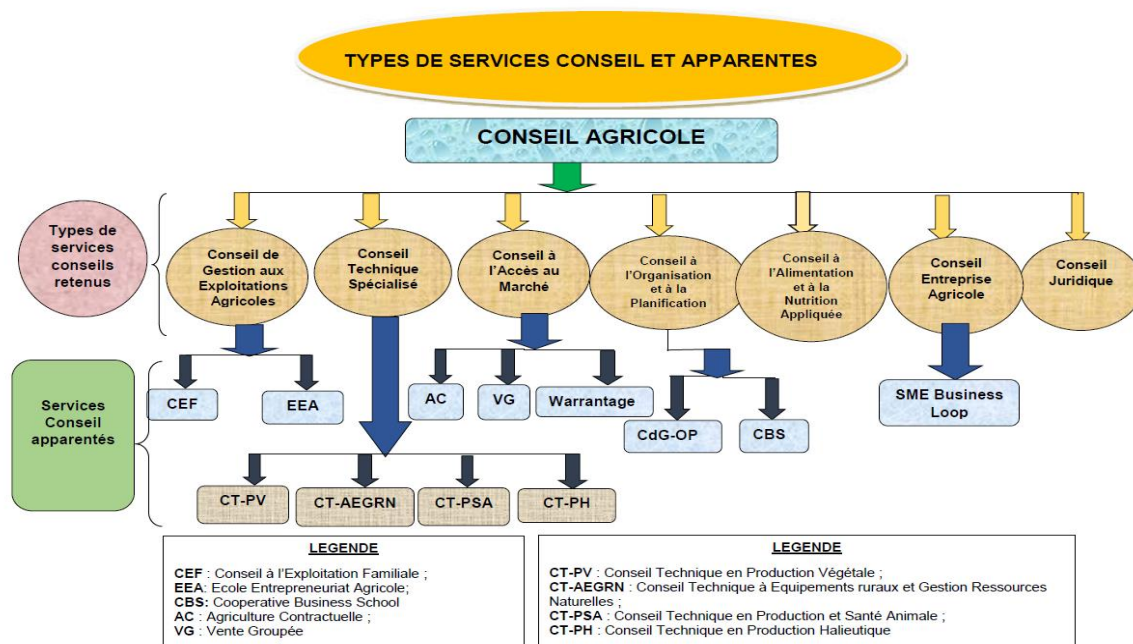 TYPES DE SERVICES CONSEIL ET APPARENTES
CONSEIL AGRICOLE
Types de
services
conseils
retenus
Conseil de
Gestion aux
Exploitations
Agricoles
Conseil
Technique
Spécialisé
Conseil à
l'Accès au
Marché
Conseil à
l'Organisation
et à la
Planification
Conseil à
l'Alimentation
et à la
Nutrition
Appliquée
Conseil
Entreprise
Agricole
Conseil
Juridique
Services
Conseil
apparentés
CEF
EEA
AC
VG
Warrantage
CdG-OP
CBS
SME Business
Loop
CT-PV
CT-AEGRN
CT-PSA
CT-PH
LEGENDE
CEF : Conseil à l'Exploitation Familiale ;
EEA: Ecole Entrepreneuriat Agricole;
CBS: Cooperative Business School
AC : Agriculture Contractuelle ;
VG : Vente Groupée
LEGENDE
CT-PV : Conseil Technique en Production Végétale ;
CT-AEGRN : Conseil Technique à Equipements ruraux et Gestion Ressources
Naturelles ;
CT-PSA : Conseil Technique en Production et Santé Animale ;
CT-PH : Conseil Technique en Production Halieutique